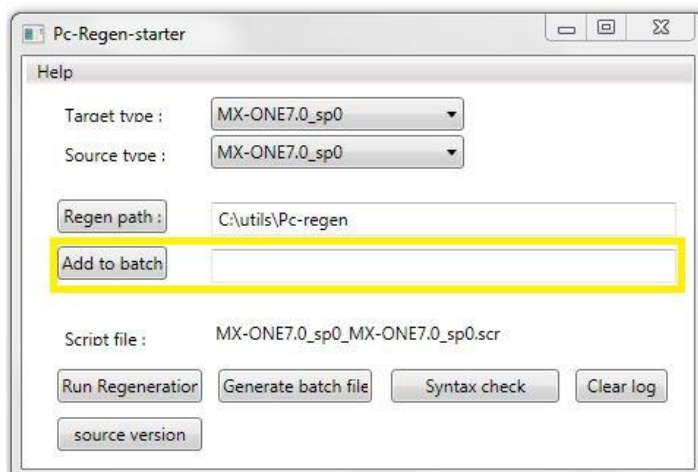 Pc-Regen-starter
Help
Target type :
MX-ONE7.0_sp0
Source type :
MX-ONE7.0_sp0
Regen path :
C:\utils\Pc-regen
Add to batch
Script file :
MX-ONE7.0_sp0_MX-ONE7.0_sp0.scr
Run Regeneration
Generate batch file
Syntax check
Clear log
source version